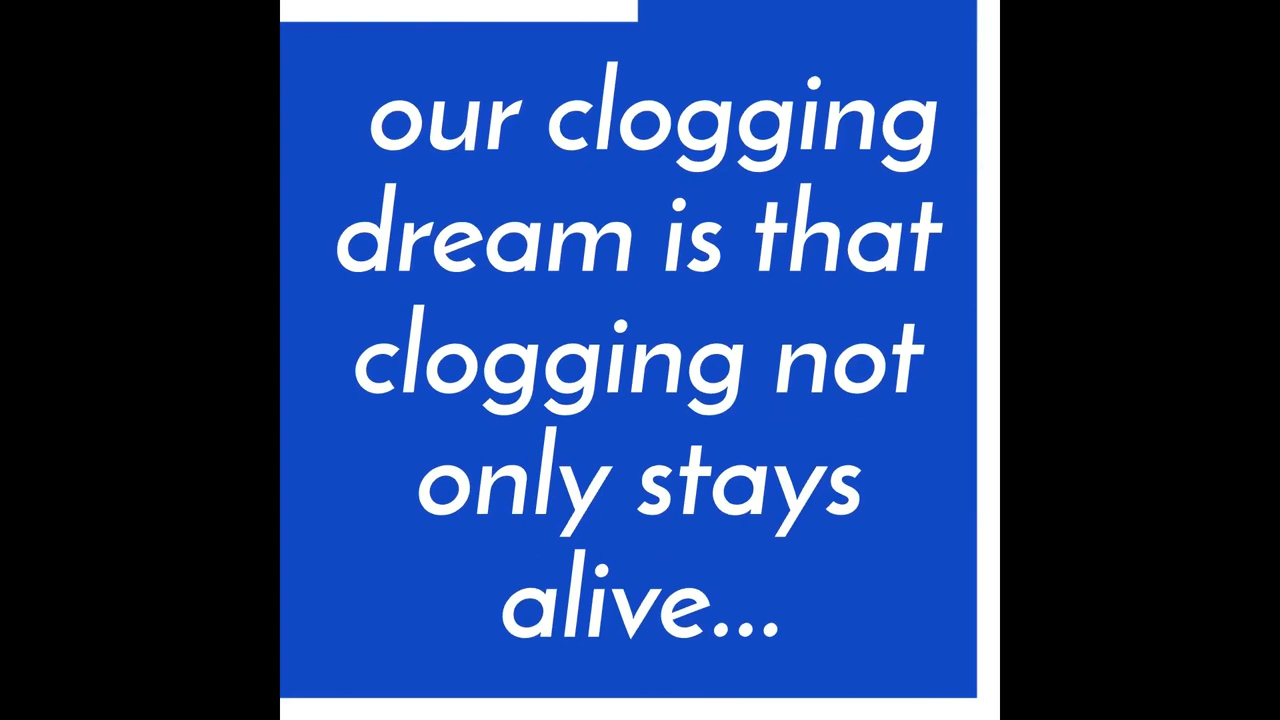 our clogging
dream is that
clogging not
only stays
alive...